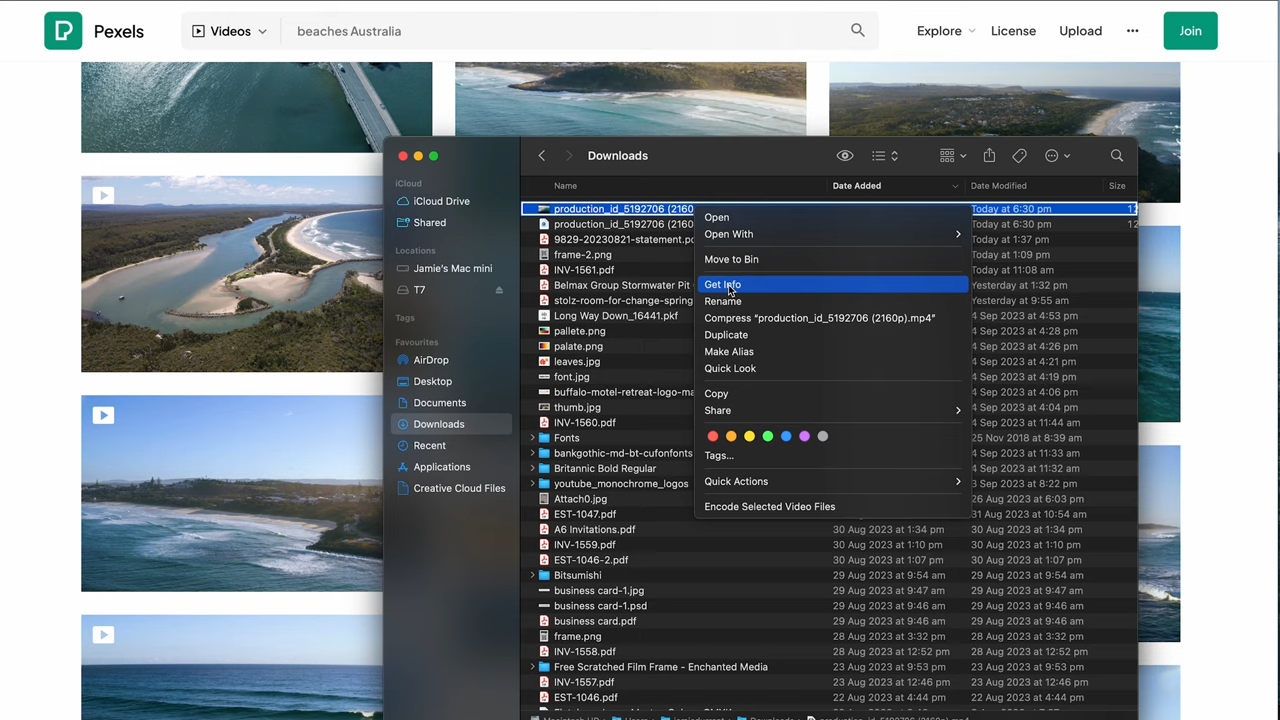 Pexels
Videos
beaches Australia
Explore
License
Upload
Join
Downloads
iCloud
iCloud Drive
Shared
Locations
Jamie's Mac mini
T7
Tags
Favourites
AirDrop
Desktop
Documents
Downloads
Recent
Applications
Creative Cloud Files
Name Date Added Date Modified Size
production_id_5192706 (2160 Today at 6:30 pm 12
production_id_5192706 (2160 Today at 6:30 pm 12
9829-20230821-statement.pd Today at 1:37 pm
frame-2.png Today at 1:09 pm
INV-1561.pdf Today at 11:08 am
Belmax Group Stormwater Pit Yesterday at 1:32 pm
stolz-room-for-change-spring Yesterday at 9:55 am
Long Way Down_16441.pkf 4 Sep 2023 at 4:53 pm
pallete.png 4 Sep 2023 at 4:28 pm
palate.png 4 Sep 2023 at 4:26 pm
leaves.jpg 4 Sep 2023 at 4:21 pm
font.jpg 4 Sep 2023 at 4:19 pm
buffalo-motel-retreat-logo-ma 4 Sep 2023 at 4:06 pm
thumb.jpg 4 Sep 2023 at 4:04 pm
INV-1560.pdf 4 Sep 2023 at 11:44 am
Fonts 25 Nov 2018 at 8:39 am
bankgothic-md-bt-cufonfonts 4 Sep 2023 at 11:33 am
Britannic Bold Regular 4 Sep 2023 at 11:32 am
youtube_monochrome_logos 3 Sep 2023 at 8:22 pm
Attach0.jpg 26 Aug 2023 at 6:03 pm
EST-1047.pdf 31 Aug 2023 at 10:54 am
A6 Invitations.pdf 30 Aug 2023 at 1:34 pm 30 Aug 2023 at 1:34 pm
INV-1559.pdf 30 Aug 2023 at 1:10 pm 30 Aug 2023 at 1:10 pm
EST-1046-2.pdf 30 Aug 2023 at 1:07 pm 30 Aug 2023 at 1:07 pm
Bitsumishi 29 Aug 2023 at 9:54 am 29 Aug 2023 at 9:54 am
business card-1.jpg 29 Aug 2023 at 9:47 am 29 Aug 2023 at 9:47 am
business card-1.psd 29 Aug 2023 at 9:46 am 29 Aug 2023 at 9:46 am
business card.pdf 29 Aug 2023 at 9:46 am 29 Aug 2023 at 9:46 am
frame.png 28 Aug 2023 at 3:32 pm 28 Aug 2023 at 3:32 pm
INV-1558.pdf 28 Aug 2023 at 12:52 pm 28 Aug 2023 at 12:52 pm
Free Scratched Film Frame - Enchanted Media 23 Aug 2023 at 9:53 pm 23 Aug 2023 at 9:53 pm
INV-1557.pdf 23 Aug 2023 at 12:46 pm 23 Aug 2023 at 12:46 pm
EST-1046.pdf 22 Aug 2023 at 4:44 pm 22 Aug 2023 at 4:44 pm
Open
Open With
Move to Bin
Get Info
Rename
Compress "production_id_5192706 (2160p).mp4"
Duplicate
Make Alias
Quick Look
Copy
Share
Tags...
Quick Actions
Encode Selected Video Files